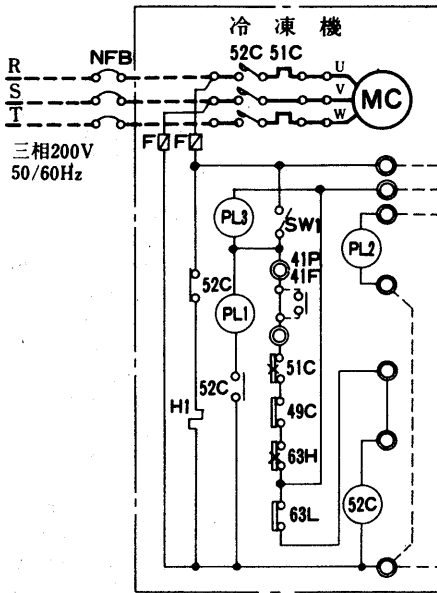 冷凍機
52C 51C
NFB
R
S
T
U
V
W
MC
三相200V
50/60Hz
F F
PL3
SW1
41P
41F
PL2
52C
PL1
51C
52C
49C
H1
63H
52C
63L